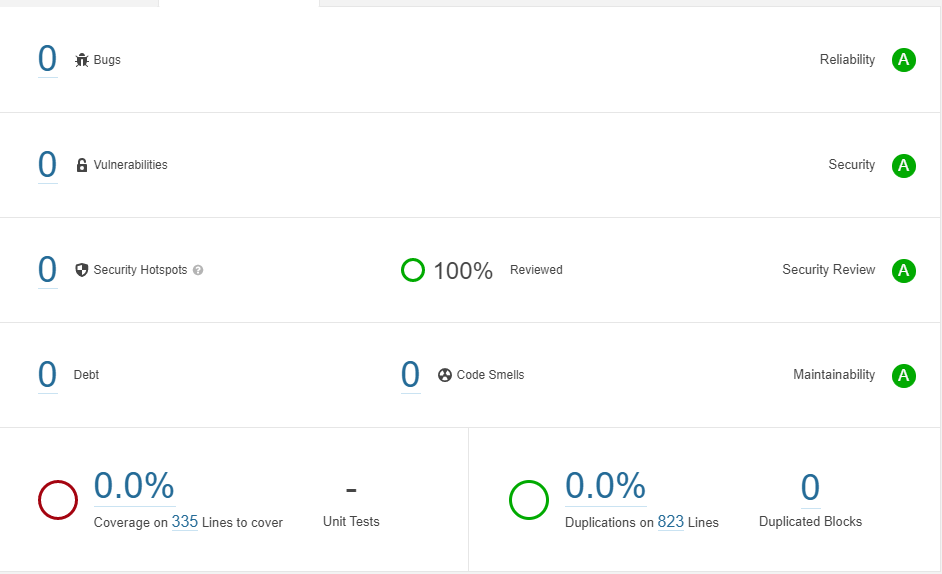 0 Bugs Reliability A
0 Vulnerabilities Security A
0 Security Hotspots ? 100% Reviewed Security Review A
0 Debt 0 Code Smells Maintainability A
0.0% - 0.0% 0
Coverage on 335 Lines to cover Unit Tests Duplications on 823 Lines Duplicated Blocks